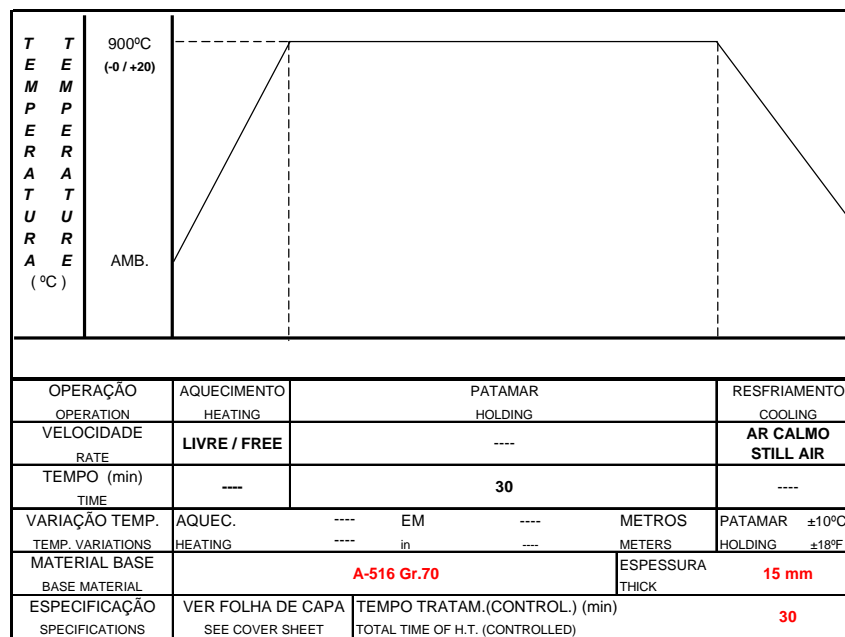 TEMPERATURA
(ºC)
TEMPERATURE
900ºC
(-0 / +20)
AMB.
OPERAÇÃO
OPERATION
AQUECIMENTO
HEATING
PATAMAR
HOLDING
RESFRIAMENTO
COOLING
VELOCIDADE
RATE
LIVRE / FREE
----
AR CALMO
STILL AIR
TEMPO (min)
TIME
----
30
----
VARIAÇÃO TEMP.
TEMP. VARIATIONS
AQUEC. ---- EM ---- METROS
HEATING ---- in ---- METERS
PATAMAR ±10ºC
HOLDING ±18ºF
MATERIAL BASE
BASE MATERIAL
A-516 Gr.70
ESPESSURA
THICK
15 mm
ESPECIFICAÇÃO
SPECIFICATIONS
VER FOLHA DE CAPA
SEE COVER SHEET
TEMPO TRATAM.(CONTROL.) (min)
TOTAL TIME OF H.T. (CONTROLLED)
30